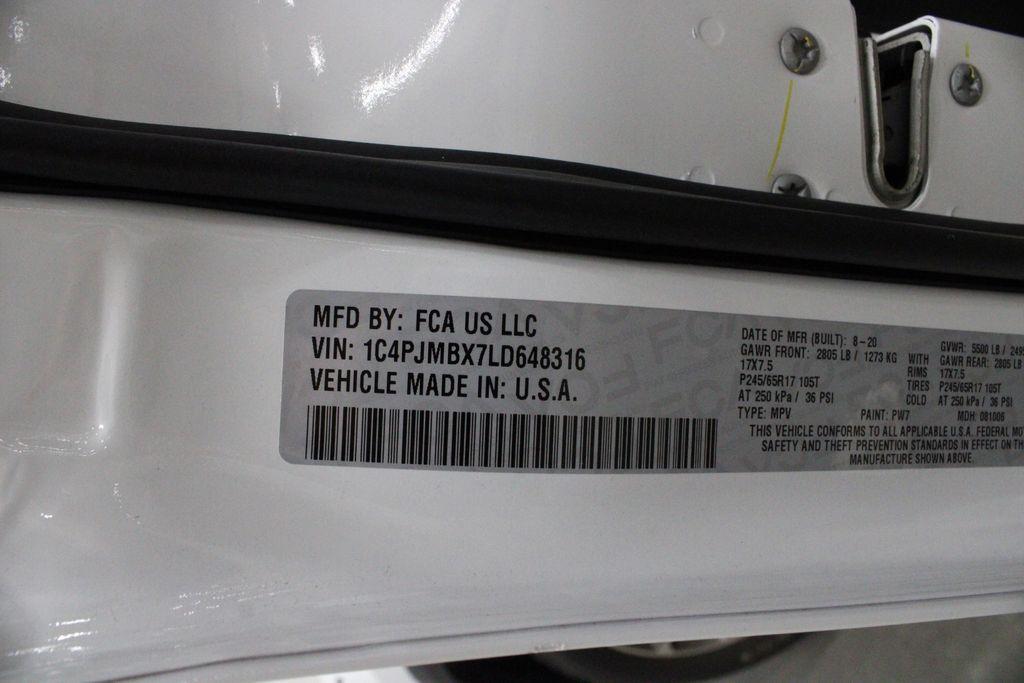 MFD BY: FCA US LLC
VIN: 1C4PJMBX7LD648316
VEHICLE MADE IN: U.S.A.
DATE OF MFR (BUILT): 8-20
GVWR: 5500 LB / 249
GAWR FRONT: 2805 LB / 1273 KG WITH GAWR REAR: 2805 LB
17X7.5 RIMS 17X7.5
P245/65R17 105T TIRES P245/65R17 105T
AT 250 kPa / 36 PSI COLD AT 250 kPa / 36 PSI
TYPE: MPV PAINT: PW7 MDH: 081006
THIS VEHICLE CONFORMS TO ALL APPLICABLE U.S.A. FEDERAL MO
SAFETY AND THEFT PREVENTION STANDARDS IN EFFECT ON TH
MANUFACTURE SHOWN ABOVE.